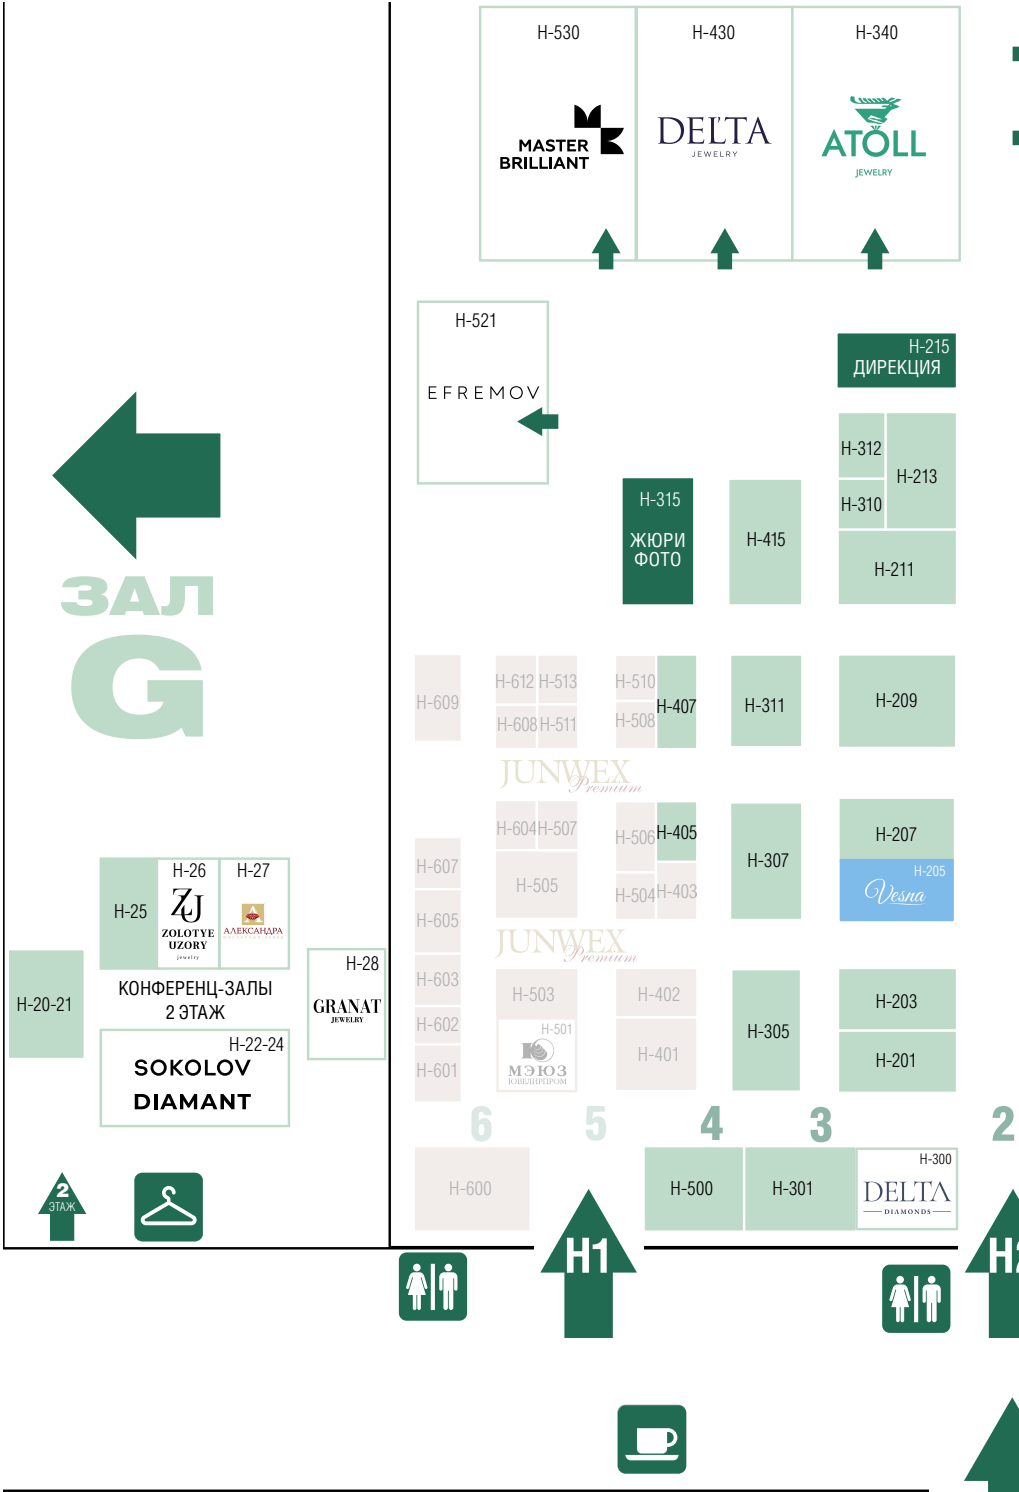 H-530
H-430
H-340
MASTER
BRILLIANT
DELTA
JEWELRY
ATOLL
JEWELRY
H-521
EFREMOV
H-215
ДИРЕКЦИЯ
H-312
H-213
H-310
H-315
ЖЮРИ
ФОТО
H-415
H-211
ЗАЛ
G
H-609
H-612
H-513
H-608
H-511
H-510
H-508
H-407
H-311
H-209
JUNWEX
Premium
H-604
H-507
H-505
H-506
H-405
H-504
H-403
H-307
H-207
H-205
Vesna
H-607
H-605
H-603
H-602
H-601
JUNWEX
Premium
H-503
H-501
МЭЮЗ
ЮВЕЛИРПРОМ
H-402
H-401
H-305
H-203
H-201
H-25
H-26
ZU
ZOLOTYE
UZORY
jewelry
H-27
АЛЕКСАНДРА
H-20-21
КОНФЕРЕНЦ-ЗАЛЫ
2 ЭТАЖ
H-28
GRANAT
JEWELRY
H-22-24
SOKOLOV
DIAMANT
6
5
4
3
2
H-600
H-500
H-301
H-300
DELTA
DIAMONDS
2
ЭТАЖ
H1